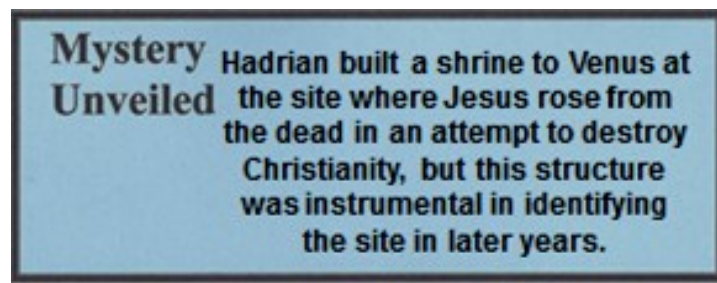 Mystery
Unveiled
Hadrian built a shrine to Venus at
the site where Jesus rose from
the dead in an attempt to destroy
Christianity, but this structure
was instrumental in identifying
the site in later years.